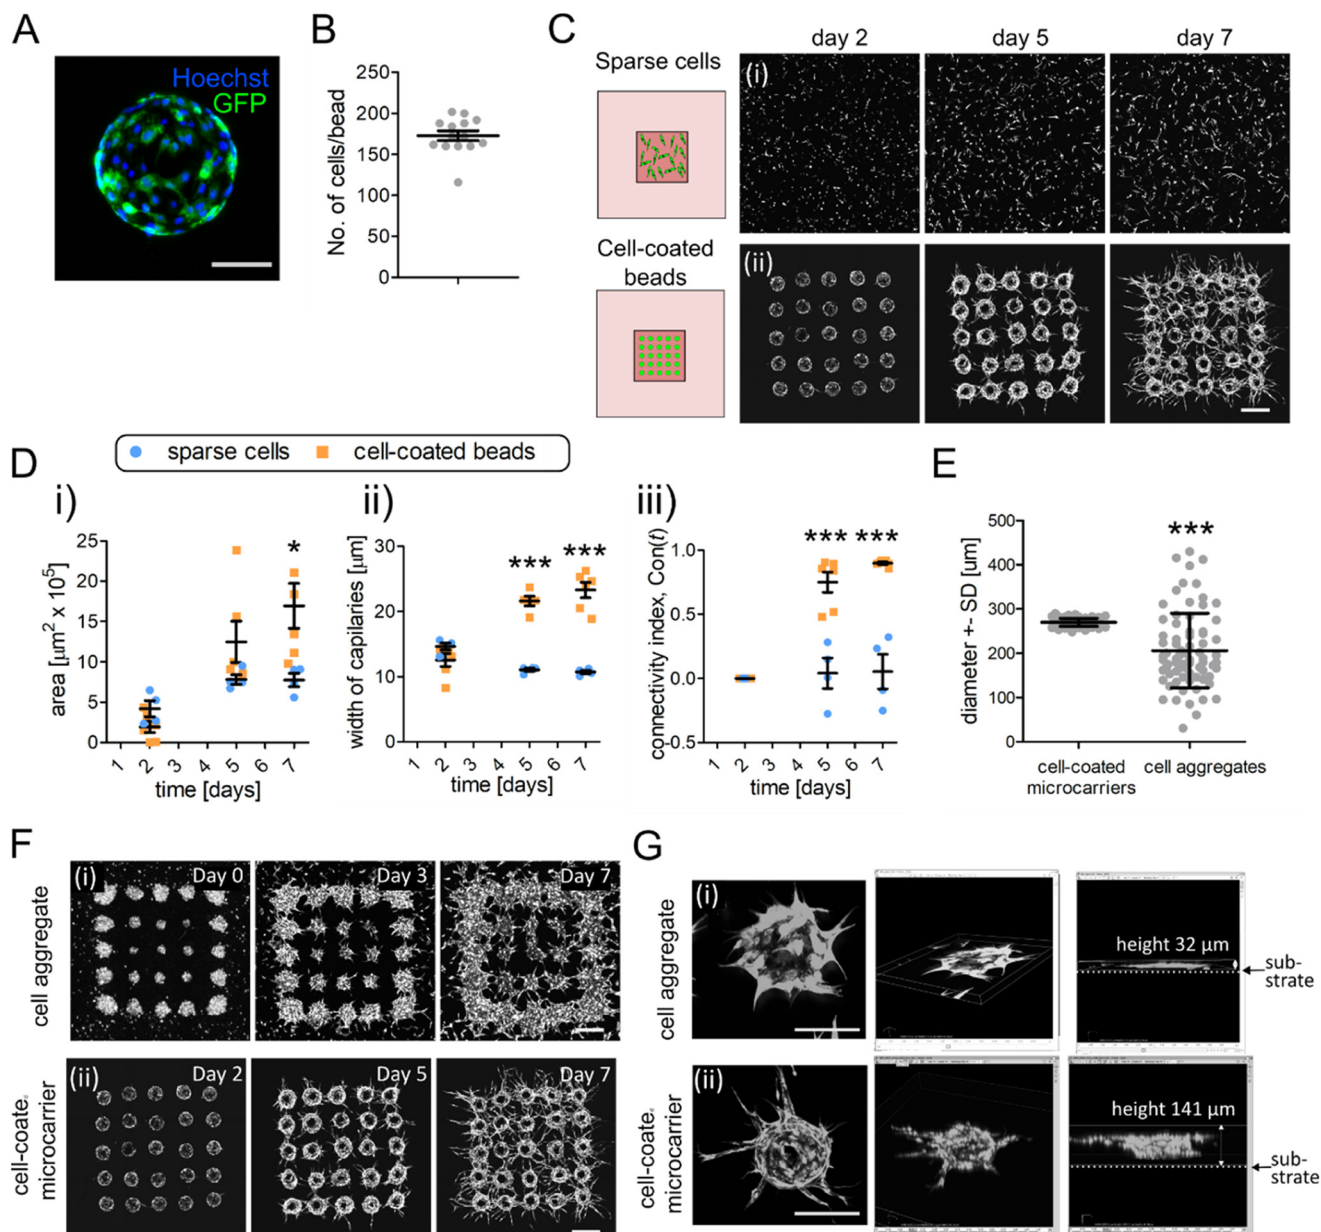 A
Hoechst
GFP
B
No. of cells/bead
250
200
150
100
50
0
C
day 2
day 5
day 7
Sparse cells
(i)
Cell-coated
beads
(ii)
sparse cells
cell-coated beads
D
i)
area [μm² x 10⁵]
25
20
15
10
5
0
*
1 2 3 4 5 6 7
time [days]
ii)
width of capilaries [μm]
30
20
10
0
***
***
1 2 3 4 5 6 7
time [days]
iii)
connectivity index, Con(t)
1.0
0.5
0.0
-0.5
*** ***
1 2 3 4 5 6 7
time [days]
E
diameter +- SD [um]
500
400
300
200
100
0
***
cell-coated
microcarriers
cell aggregates
F
cell aggregate
(i)
Day 0
Day 3
Day 7
cell-coate
microcarrier
(ii)
Day 2
Day 5
Day 7
G
cell aggregate
(i)
height 32 μm
sub-
strate
cell-coate
microcarrier
(ii)
height 141 μm
sub-
strate